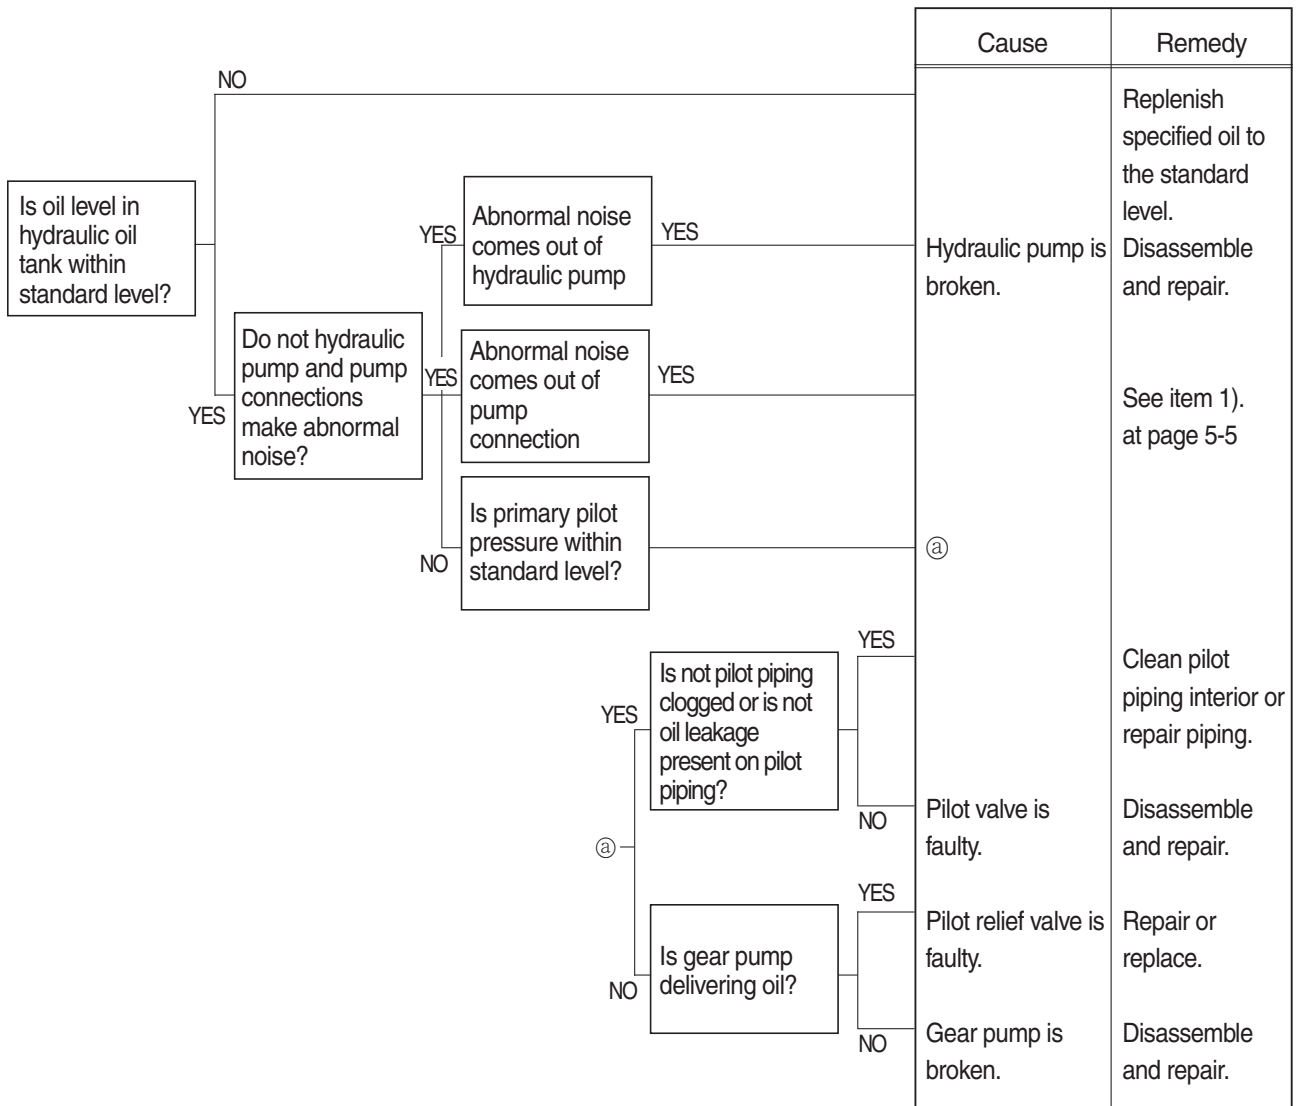 Cause
Remedy
NO
Replenish
specified oil to
the standard
level.
Is oil level in
hydraulic oil
tank within
standard level?
YES
Abnormal noise
comes out of
hydraulic pump
YES
Hydraulic pump is
broken.
Disassemble
and repair.
YES
Do not hydraulic
pump and pump
connections
make abnormal
noise?
YES
Abnormal noise
comes out of
pump
connection
YES
See item 1).
at page 5-5
NO
Is primary pilot
pressure within
standard level?
ⓐ
ⓐ
YES
Is not pilot piping
clogged or is not
oil leakage
present on pilot
piping?
YES
Clean pilot
piping interior or
repair piping.
NO
Pilot valve is
faulty.
Disassemble
and repair.
NO
Is gear pump
delivering oil?
YES
Pilot relief valve is
faulty.
Repair or
replace.
NO
Gear pump is
broken.
Disassemble
and repair.